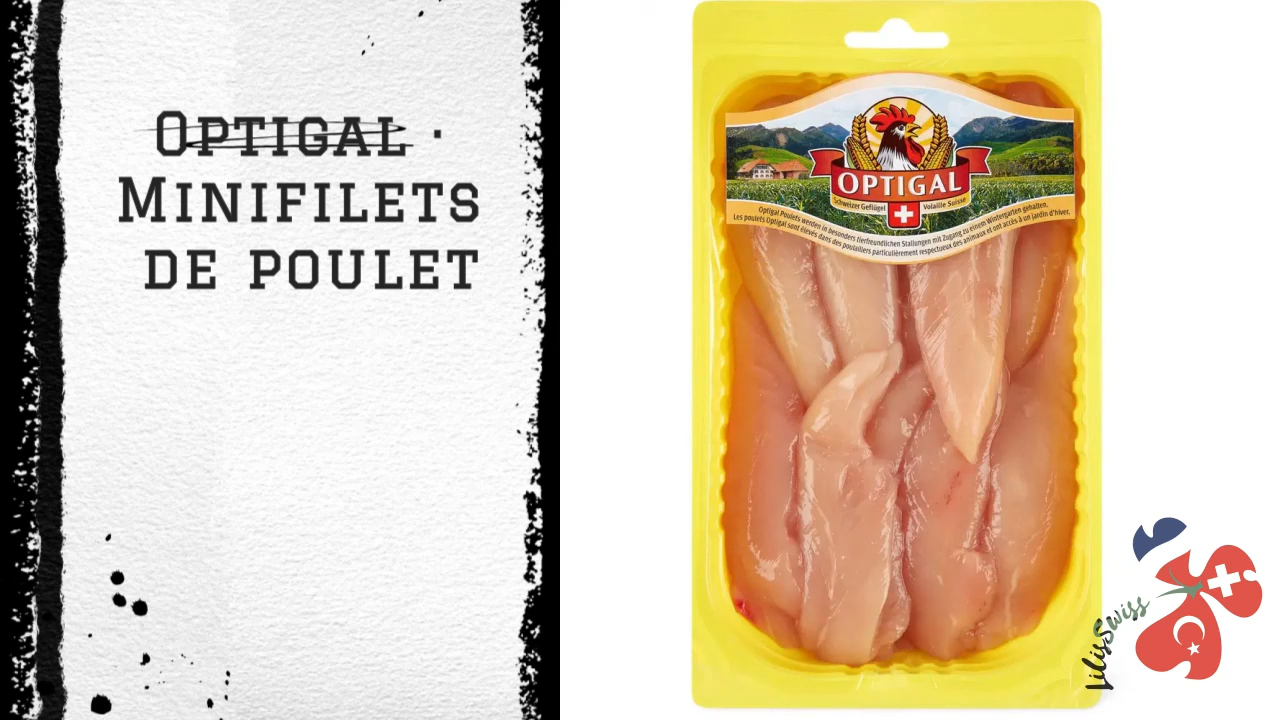 Optigal ·
Minifilets
de poulet
OPTIGAL
Schweizer Geflügel Volaille Suisse
Optigal Poulets werden in besonders tierfreundlichen Stallungen mit Zugang zu einem Wintergarten gehalten.
Les poulets Optigal sont élevés dans des poulaillers particulièrement respectueux des animaux et ont accès à un jardin d'hiver.
LilisSwiss